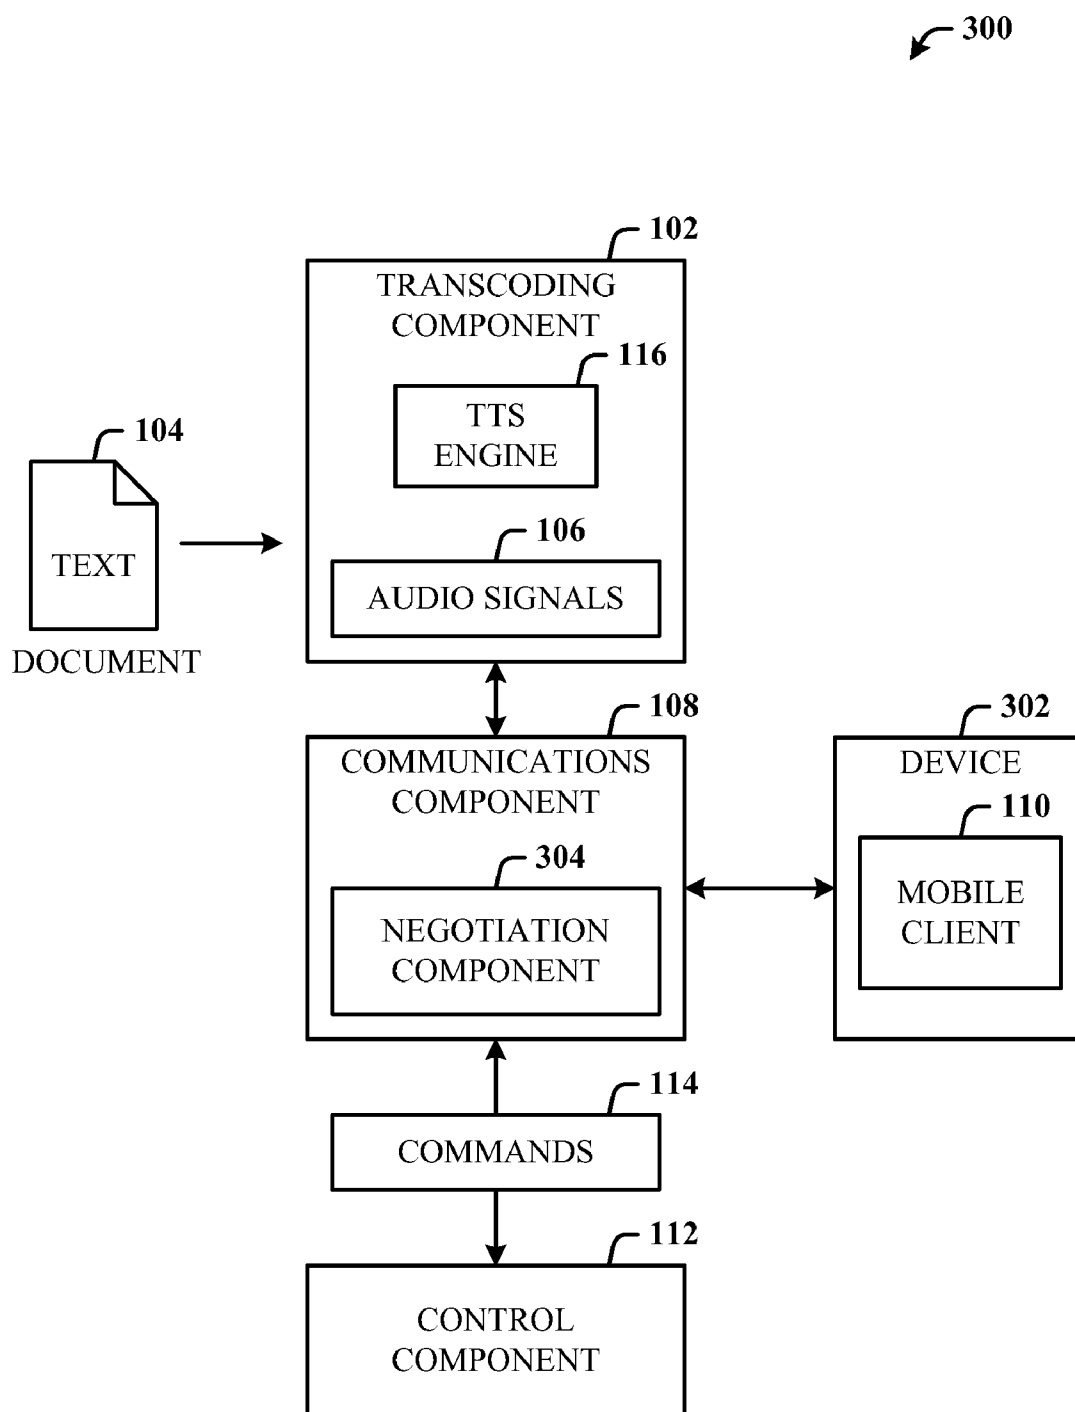 300
102
TRANSCODING
COMPONENT
116
TTS
ENGINE
104
TEXT
DOCUMENT
106
AUDIO SIGNALS
108
COMMUNICATIONS
COMPONENT
304
NEGOTIATION
COMPONENT
302
DEVICE
110
MOBILE
CLIENT
114
COMMANDS
112
CONTROL
COMPONENT